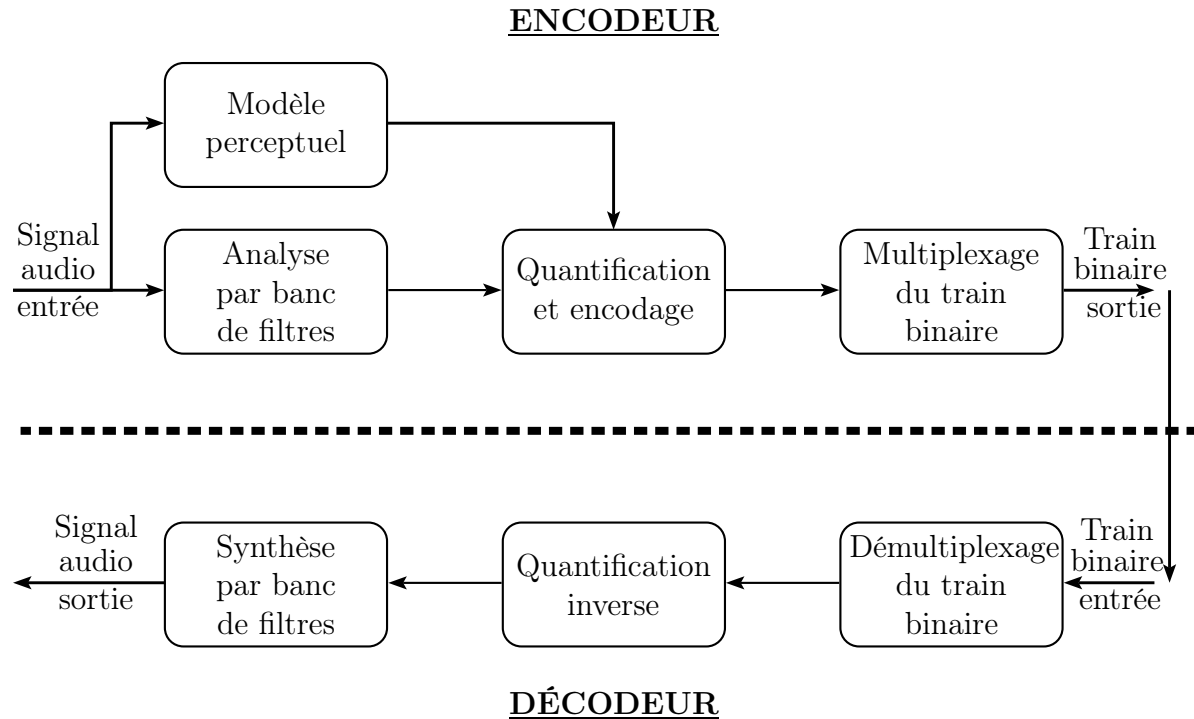 ENCODEUR
Modèle
perceptuel
Signal
audio
entrée
Analyse
par banc
de filtres
Quantification
et encodage
Multiplexage
du train
binaire
Train
binaire
sortie
Signal
audio
sortie
Synthèse
par banc
de filtres
Quantification
inverse
Démultiplexage
du train
binaire
Train
binaire
entrée
DÉCODEUR